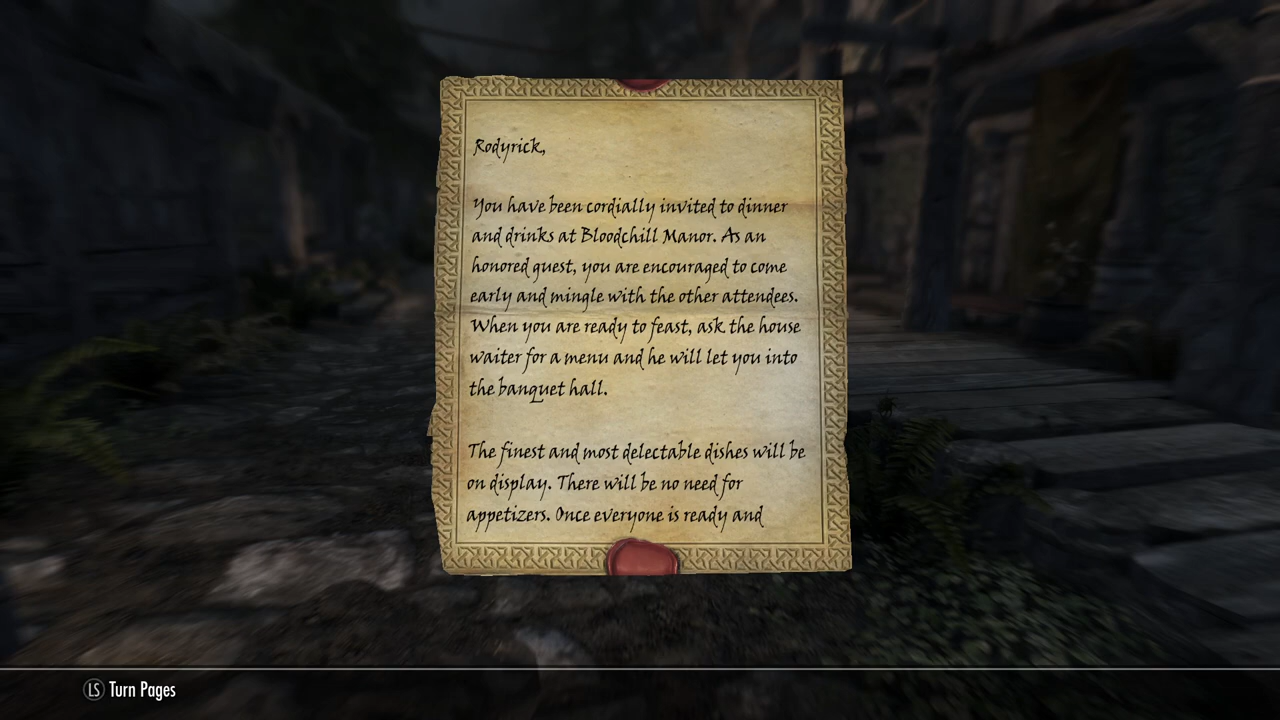 Rodyrick,
You have been cordially invited to dinner
and drinks at Bloodchill Manor. As an
honored guest, you are encouraged to come
early and mingle with the other attendees.
When you are ready to feast, ask the house
waiter for a menu and he will let you into
the banquet hall.
The finest and most delectable dishes will be
on display. There will be no need for
appetizers. Once everyone is ready and
LS Turn Pages